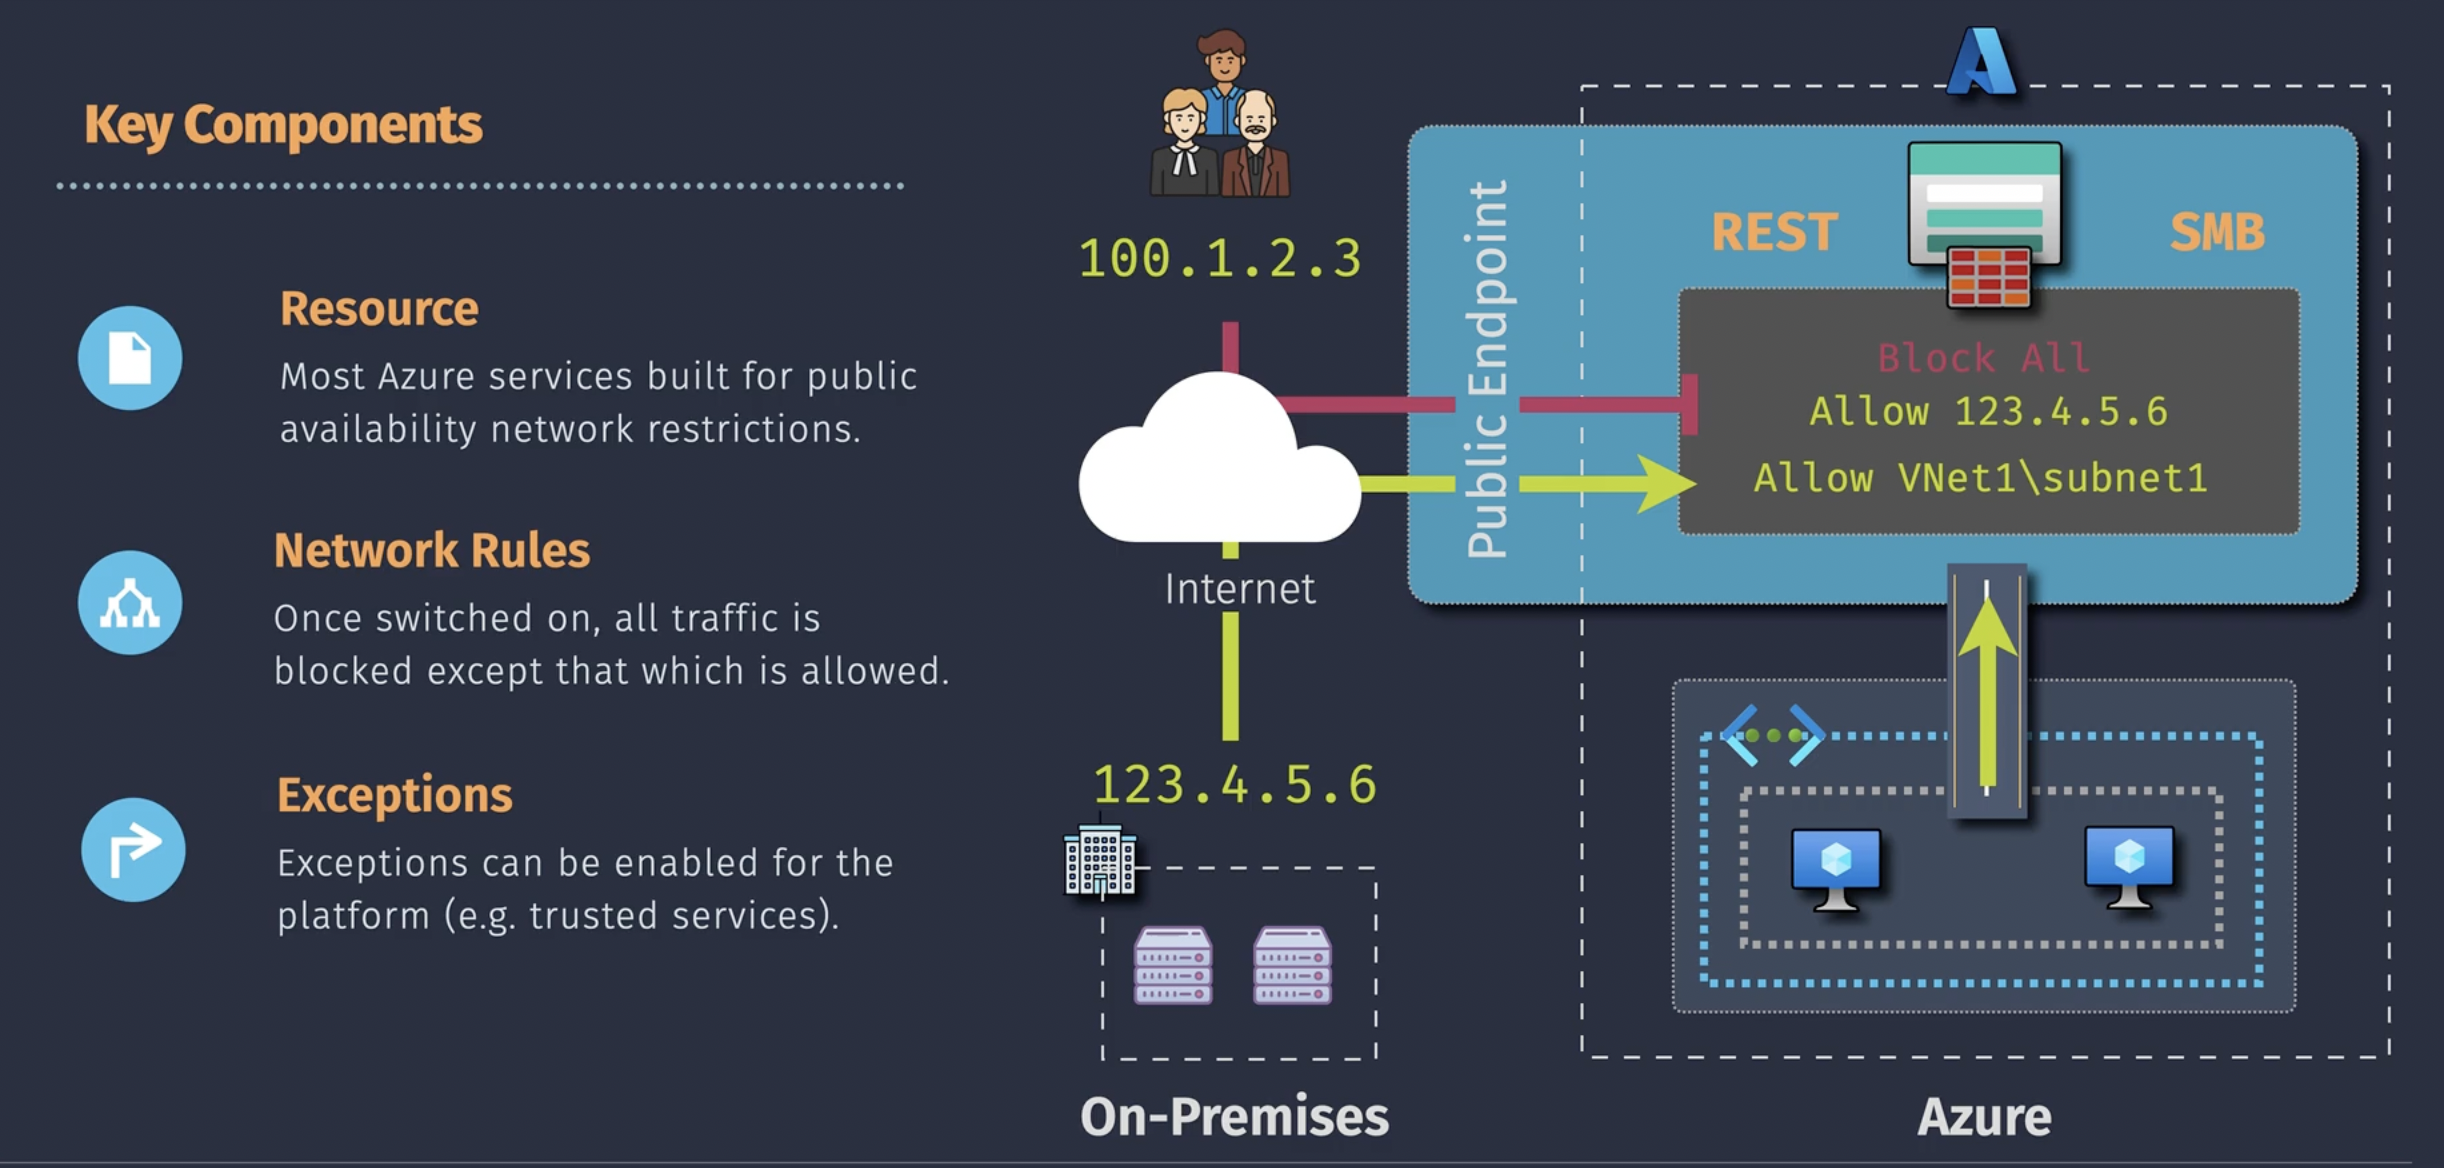 Key Components
Resource
Most Azure services built for public
availability network restrictions.
Network Rules
Once switched on, all traffic is
blocked except that which is allowed.
Exceptions
Exceptions can be enabled for the
platform (e.g. trusted services).
100.1.2.3
Internet
123.4.5.6
On-Premises
Public Endpoint
REST
SMB
Block All
Allow 123.4.5.6
Allow VNet1\subnet1
Azure